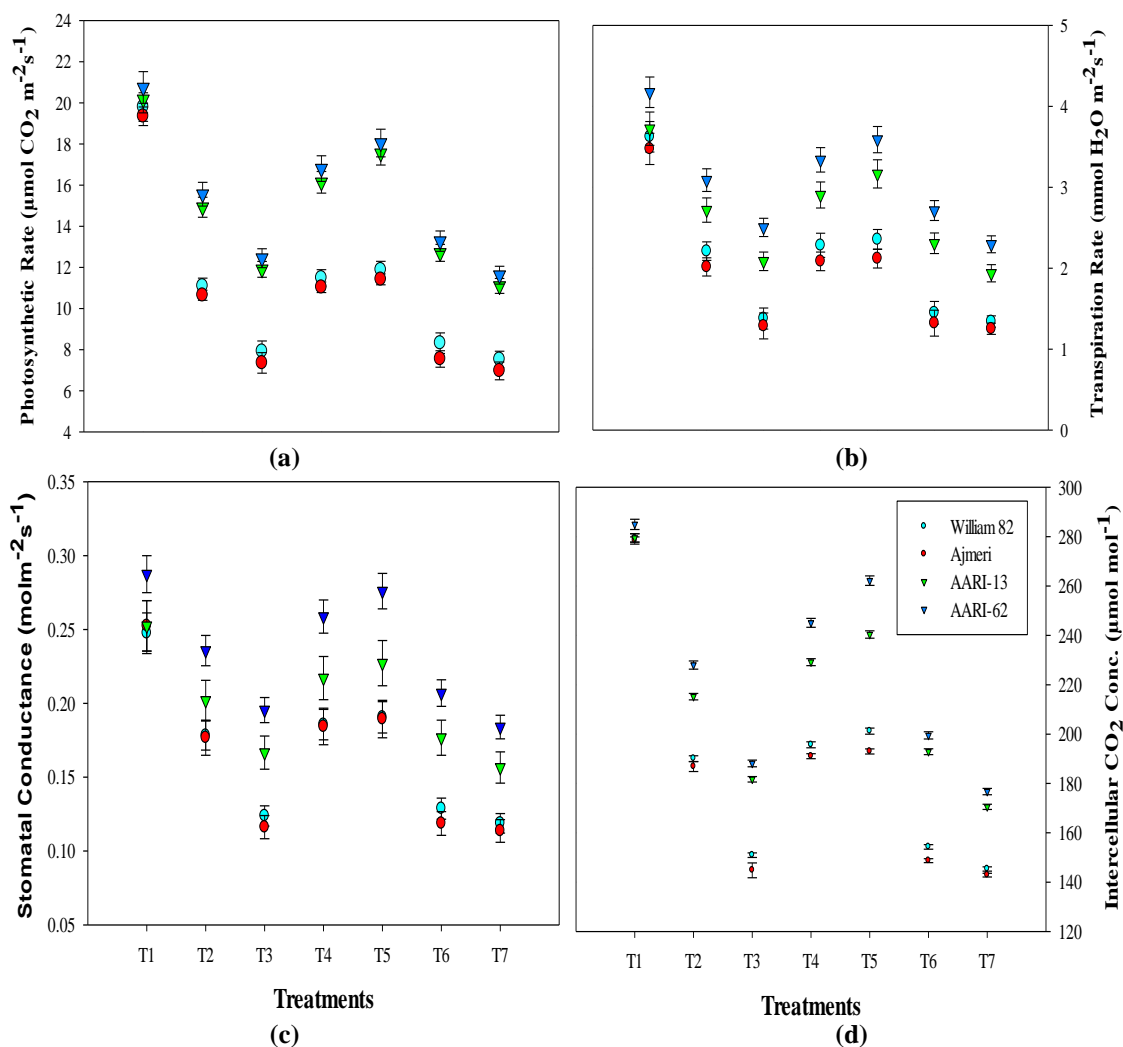 Photosynthetic Rate (µmol CO₂ m⁻²s⁻¹)
24
22
20
18
16
14
12
10
8
6
4
(a)
5
4
3
2
1
0
Transpiration Rate (mmol H₂O m⁻²s⁻¹)
(b)
Stomatal Conductance (molm⁻²s⁻¹)
0.35
0.30
0.25
0.20
0.15
0.10
0.05
T1 T2 T3 T4 T5 T6 T7
Treatments
(c)
William 82
Ajmeri
AARI-13
AARI-62
300
280
260
240
220
200
180
160
140
120
Intercellular CO₂ Conc. (µmol mol⁻¹)
T1 T2 T3 T4 T5 T6 T7
Treatments
(d)